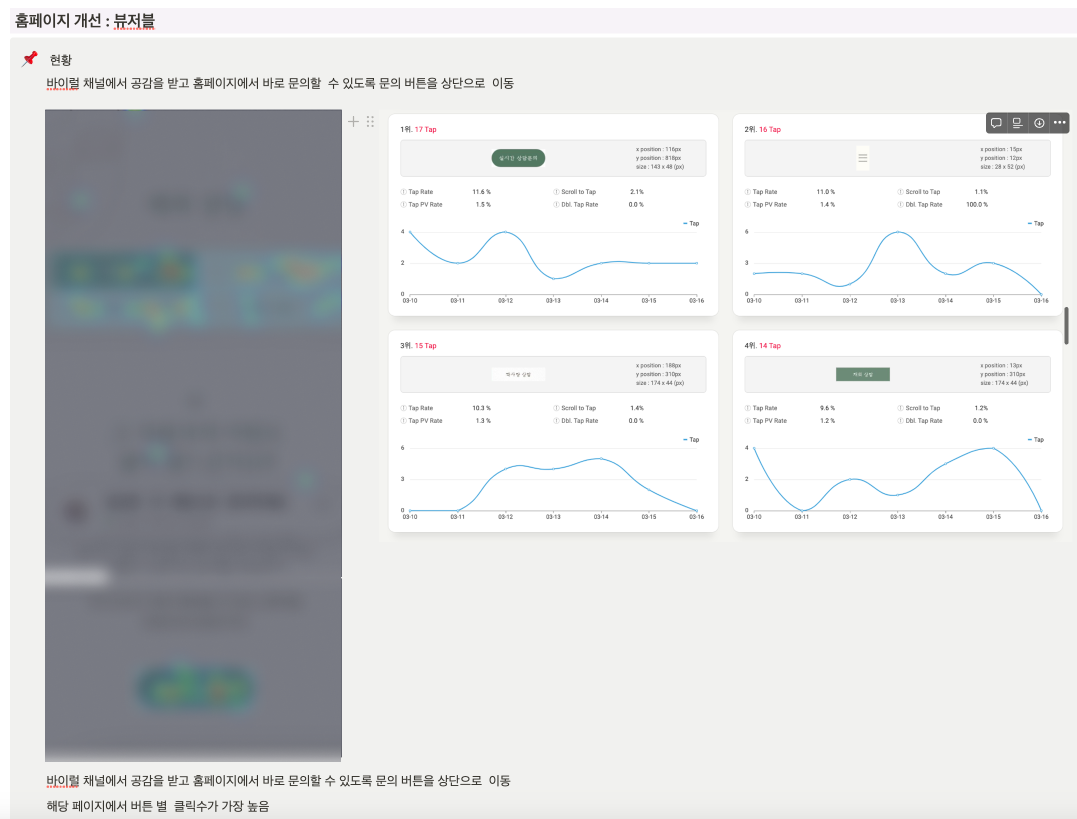 홈페이지 개선 : 뷰저블
현황
바이럴 채널에서 공감을 받고 홈페이지에서 바로 문의할 수 있도록 문의 버튼을 상단으로 이동
1위. 17 Tap
실시간 상담문의
x position : 116px
y position : 818px
size : 143 x 48 (px)
Tap Rate 11.6 % Scroll to Tap 2.1%
Tap PV Rate 1.5 % Dbl. Tap Rate 0.0 %
Tap
4
2
0
03-10 03-11 03-12 03-13 03-14 03-15 03-16
2위. 16 Tap
x position : 15px
y position : 12px
size : 28 x 52 (px)
Tap Rate 11.0 % Scroll to Tap 1.1%
Tap PV Rate 1.4 % Dbl. Tap Rate 100.0 %
Tap
6
3
0
03-10 03-11 03-12 03-13 03-14 03-15 03-16
3위. 15 Tap
x position : 188px
y position : 310px
size : 174 x 44 (px)
Tap Rate 10.3 % Scroll to Tap 1.4%
Tap PV Rate 1.3 % Dbl. Tap Rate 0.0 %
Tap
6
3
0
03-10 03-11 03-12 03-13 03-14 03-15 03-16
4위. 14 Tap
x position : 13px
y position : 310px
size : 174 x 44 (px)
Tap Rate 9.6 % Scroll to Tap 1.2%
Tap PV Rate 1.2 % Dbl. Tap Rate 0.0 %
Tap
4
2
0
03-10 03-11 03-12 03-13 03-14 03-15 03-16
바이럴 채널에서 공감을 받고 홈페이지에서 바로 문의할 수 있도록 문의 버튼을 상단으로 이동
해당 페이지에서 버튼 별 클릭수가 가장 높음